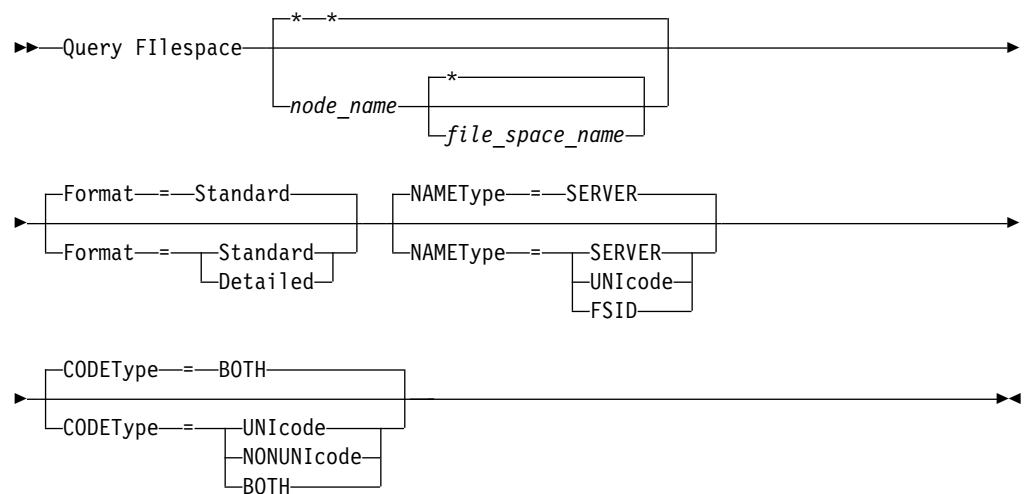 * *
Query FIlespace
*
node_name
file_space_name
Format = Standard NAMEType = SERVER
Format = Standard NAMEType = SERVER
Detailed UNIcode
FSID
CODEType = BOTH
CODEType = UNIcode
NONUNIcode
BOTH